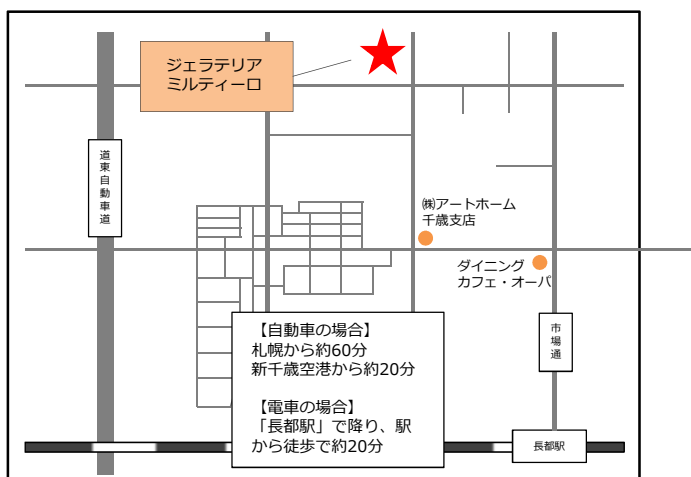 ジェラテリア
ミルティーロ
道東自動車道
㈱アートホーム
千歳支店
ダイニング
カフェ・オーパ
市場通
【自動車の場合】
札幌から約60分
新千歳空港から約20分
【電車の場合】
「長都駅」で降り、駅
から徒歩で約20分
長都駅